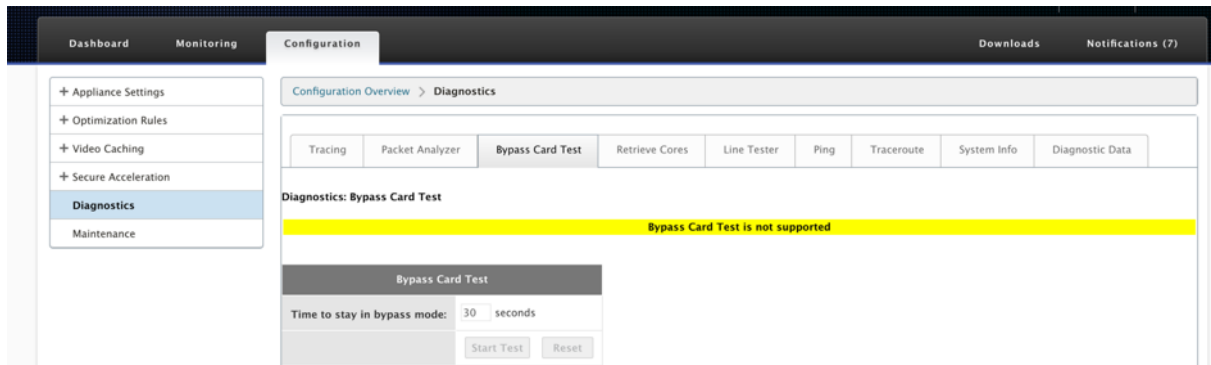 Dashboard Monitoring Configuration Downloads Notifications (7)
+ Appliance Settings
+ Optimization Rules
+ Video Caching
+ Secure Acceleration
Diagnostics
Maintenance
Configuration Overview > Diagnostics
Tracing Packet Analyzer Bypass Card Test Retrieve Cores Line Tester Ping Traceroute System Info Diagnostic Data
Diagnostics: Bypass Card Test
Bypass Card Test is not supported
Bypass Card Test
Time to stay in bypass mode: 30 seconds
Start Test Reset